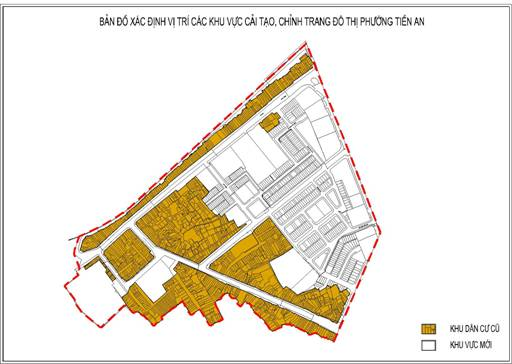 BẢN ĐỒ XÁC ĐỊNH VỊ TRÍ CÁC KHU VỰC CẢI TẠO, CHỈNH TRANG ĐÔ THỊ PHƯỜNG TIỀN AN
KHU DÂN CƯ CŨ
KHU VỰC MỚI